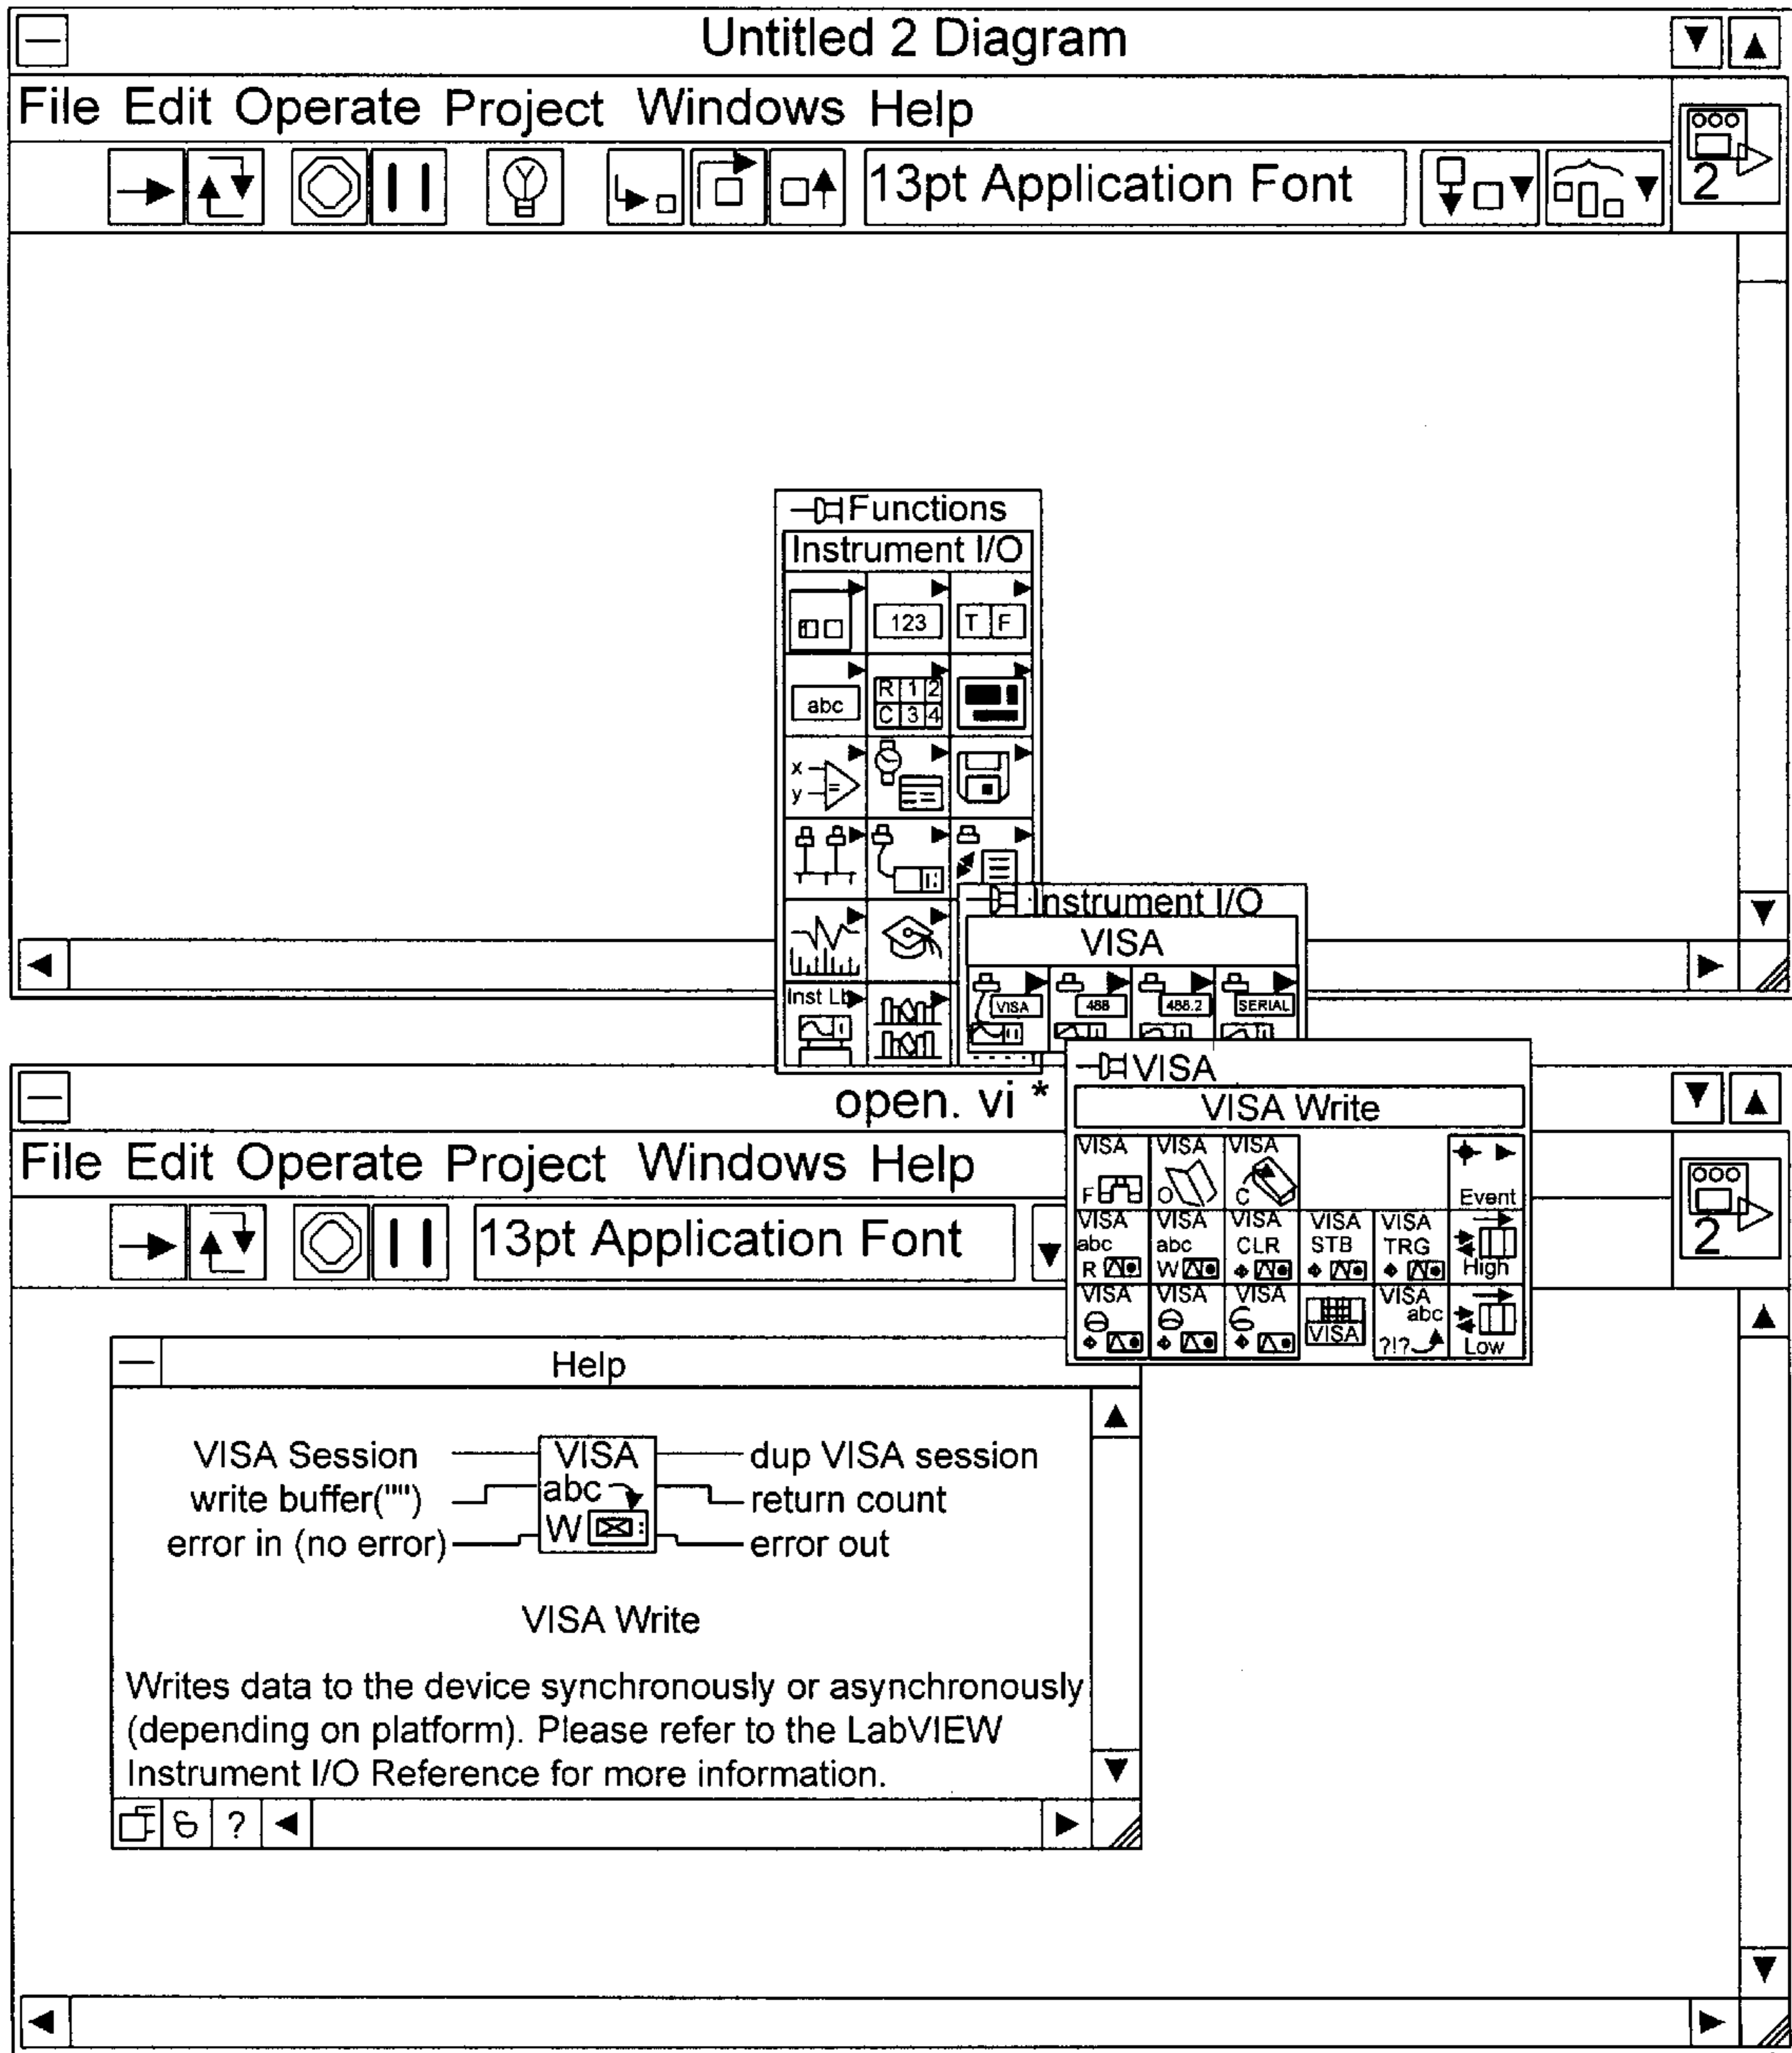 Untitled 2 Diagram
File Edit Operate Project Windows Help
13pt Application Font
2
Functions
Instrument I/O
123
T F
abc
R 1 2
C 3 4
x
y =
Instrument I/O
VISA
Inst Lb
VISA 488 488.2 SERIAL
VISA
open. vi *
VISA Write
File Edit Operate Project Windows Help
13pt Application Font
2
VISA VISA VISA
F O C Event
VISA VISA VISA VISA VISA
abc abc CLR STB TRG
R W High
VISA VISA VISA VISA
abc
VISA ?!? Low
Help
VISA Session VISA dup VISA session
write buffer("") abc return count
error in (no error) W error out
VISA Write
Writes data to the device synchronously or asynchronously
(depending on platform). Please refer to the LabVIEW
Instrument I/O Reference for more information.
?